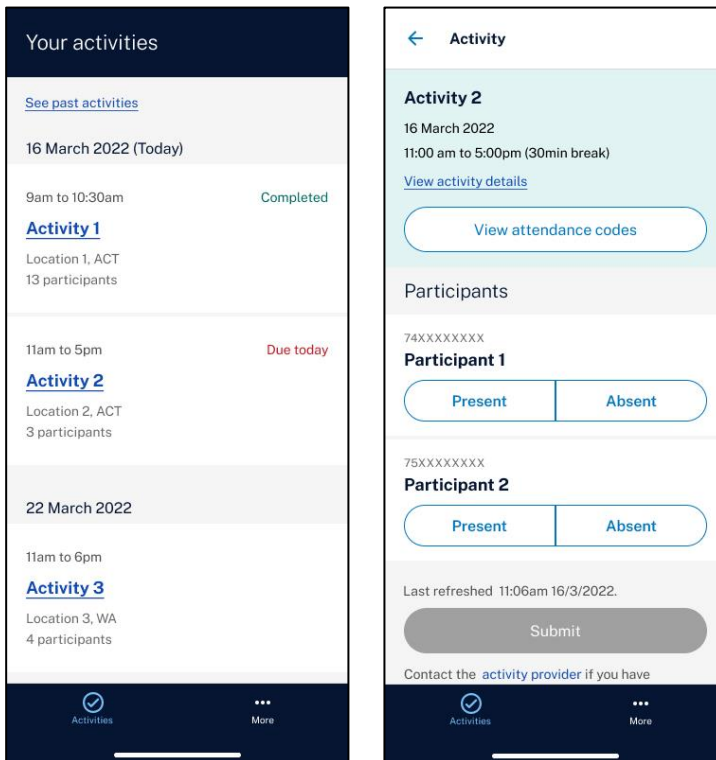 Your activities
See past activities
16 March 2022 (Today)
9am to 10:30am Completed
Activity 1
Location 1, ACT
13 participants
11am to 5pm Due today
Activity 2
Location 2, ACT
3 participants
22 March 2022
11am to 6pm
Activity 3
Location 3, WA
4 participants
Activities More
← Activity
Activity 2
16 March 2022
11:00 am to 5:00pm (30min break)
View activity details
View attendance codes
Participants
74XXXXXXXX
Participant 1
Present Absent
75XXXXXXXX
Participant 2
Present Absent
Last refreshed 11:06am 16/3/2022.
Submit
Contact the activity provider if you have
Activities More